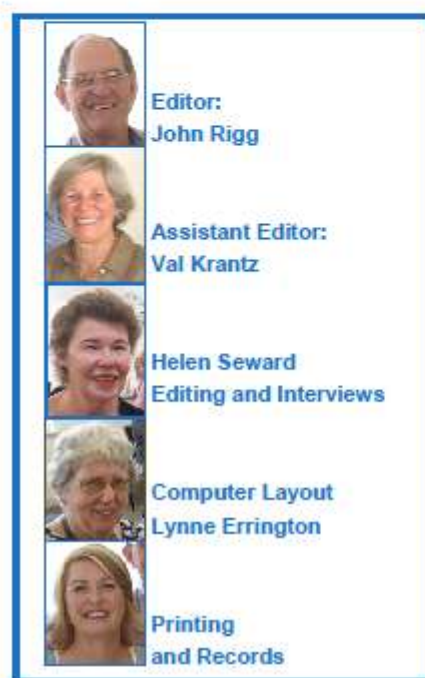 Editor:
John Rigg
Assistant Editor:
Val Krantz
Helen Seward
Editing and Interviews
Computer Layout
Lynne Errington
Printing
and Records